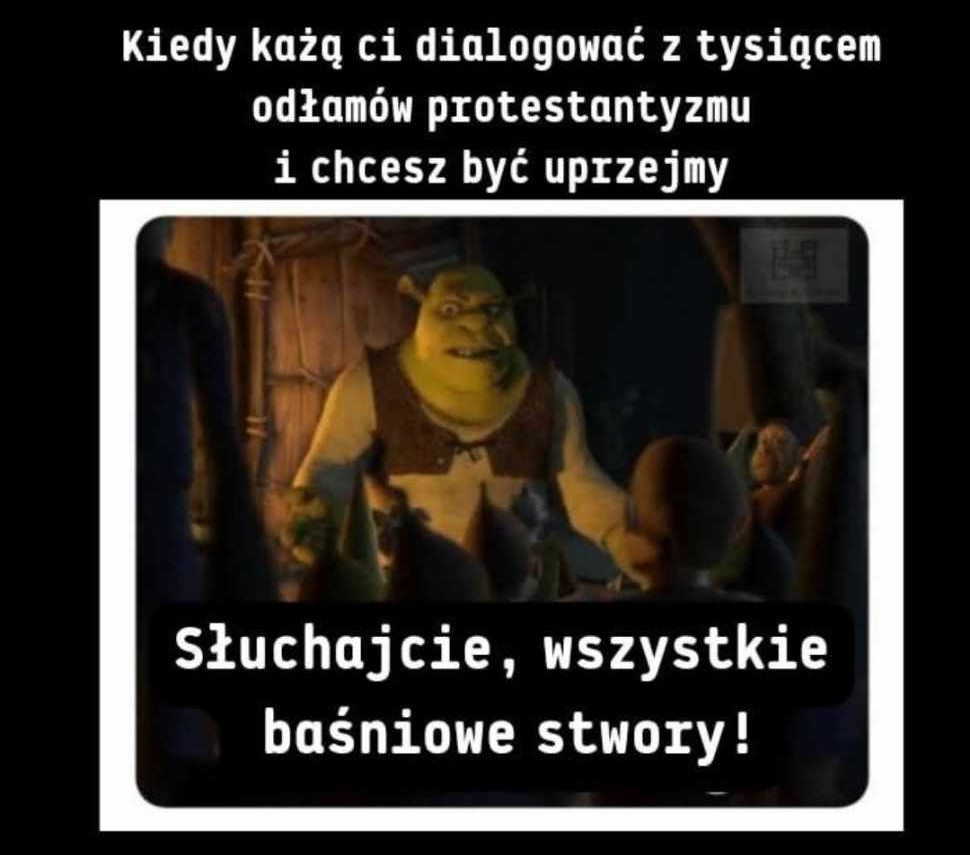 Kiedy każą ci dialogować z tysiącem
odłamów protestantyzmu
i chcesz być uprzejmy
Słuchajcie, wszystkie
baśniowe stwory!